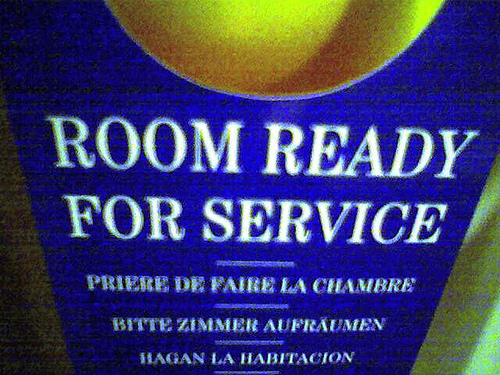 ROOM READY
FOR SERVICE
PRIERE DE FAIRE LA CHAMBRE
BITTE ZIMMER AUFRÄUMEN
HAGAN LA HABITACION